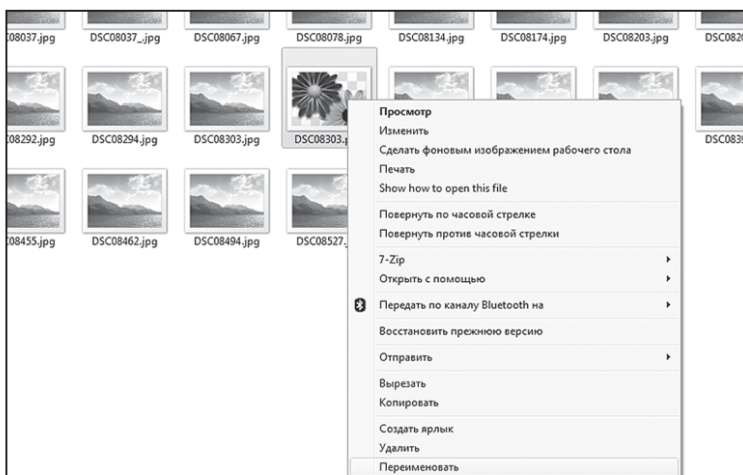 08037.jpg DSC08037_.jpg DSC08067.jpg DSC08078.jpg DSC08134.jpg DSC08174.jpg DSC08203.jpg
08292.jpg DSC08294.jpg DSC08303.jpg
08455.jpg DSC08462.jpg DSC08494.jpg
Просмотр
Изменить
Сделать фоновым изображением рабочего стола
Печать
Show how to open this file
Повернуть по часовой стрелке
Повернуть против часовой стрелки
7-Zip
Открыть с помощью
Передать по каналу Bluetooth на
Восстановить прежнюю версию
Отправить
Вырезать
Копировать
Создать ярлык
Удалить
Переименовать